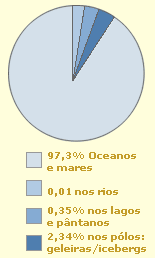 97,3% Oceanos
e mares
0,01 nos rios
0,35% nos lagos
e pântanos
2,34% nos pólos:
geleiras/icebergs